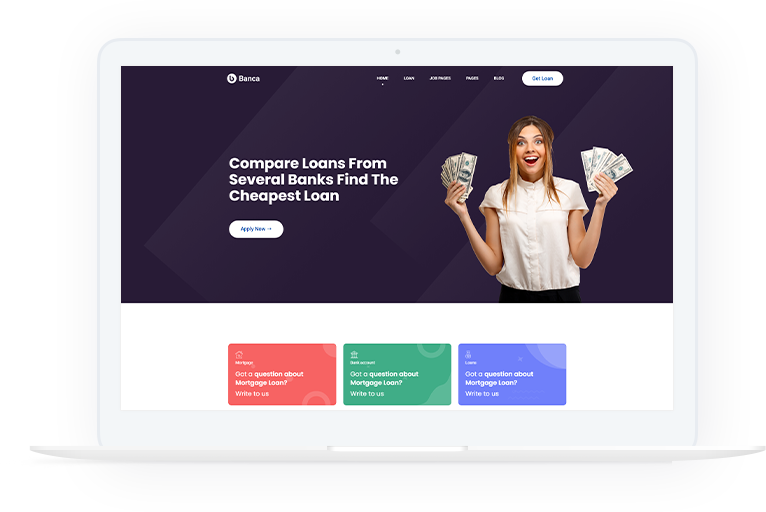 Banca
HOME
LOAN
JOB PAGES
PAGES
BLOG
Get Loan
Compare Loans From
Several Banks Find The
Cheapest Loan
Apply Now →
Mortgage
Got a question about
Mortgage Loan?
Write to us
Bank account
Got a question about
Mortgage Loan?
Write to us
Loans
Got a question about
Mortgage Loan?
Write to us